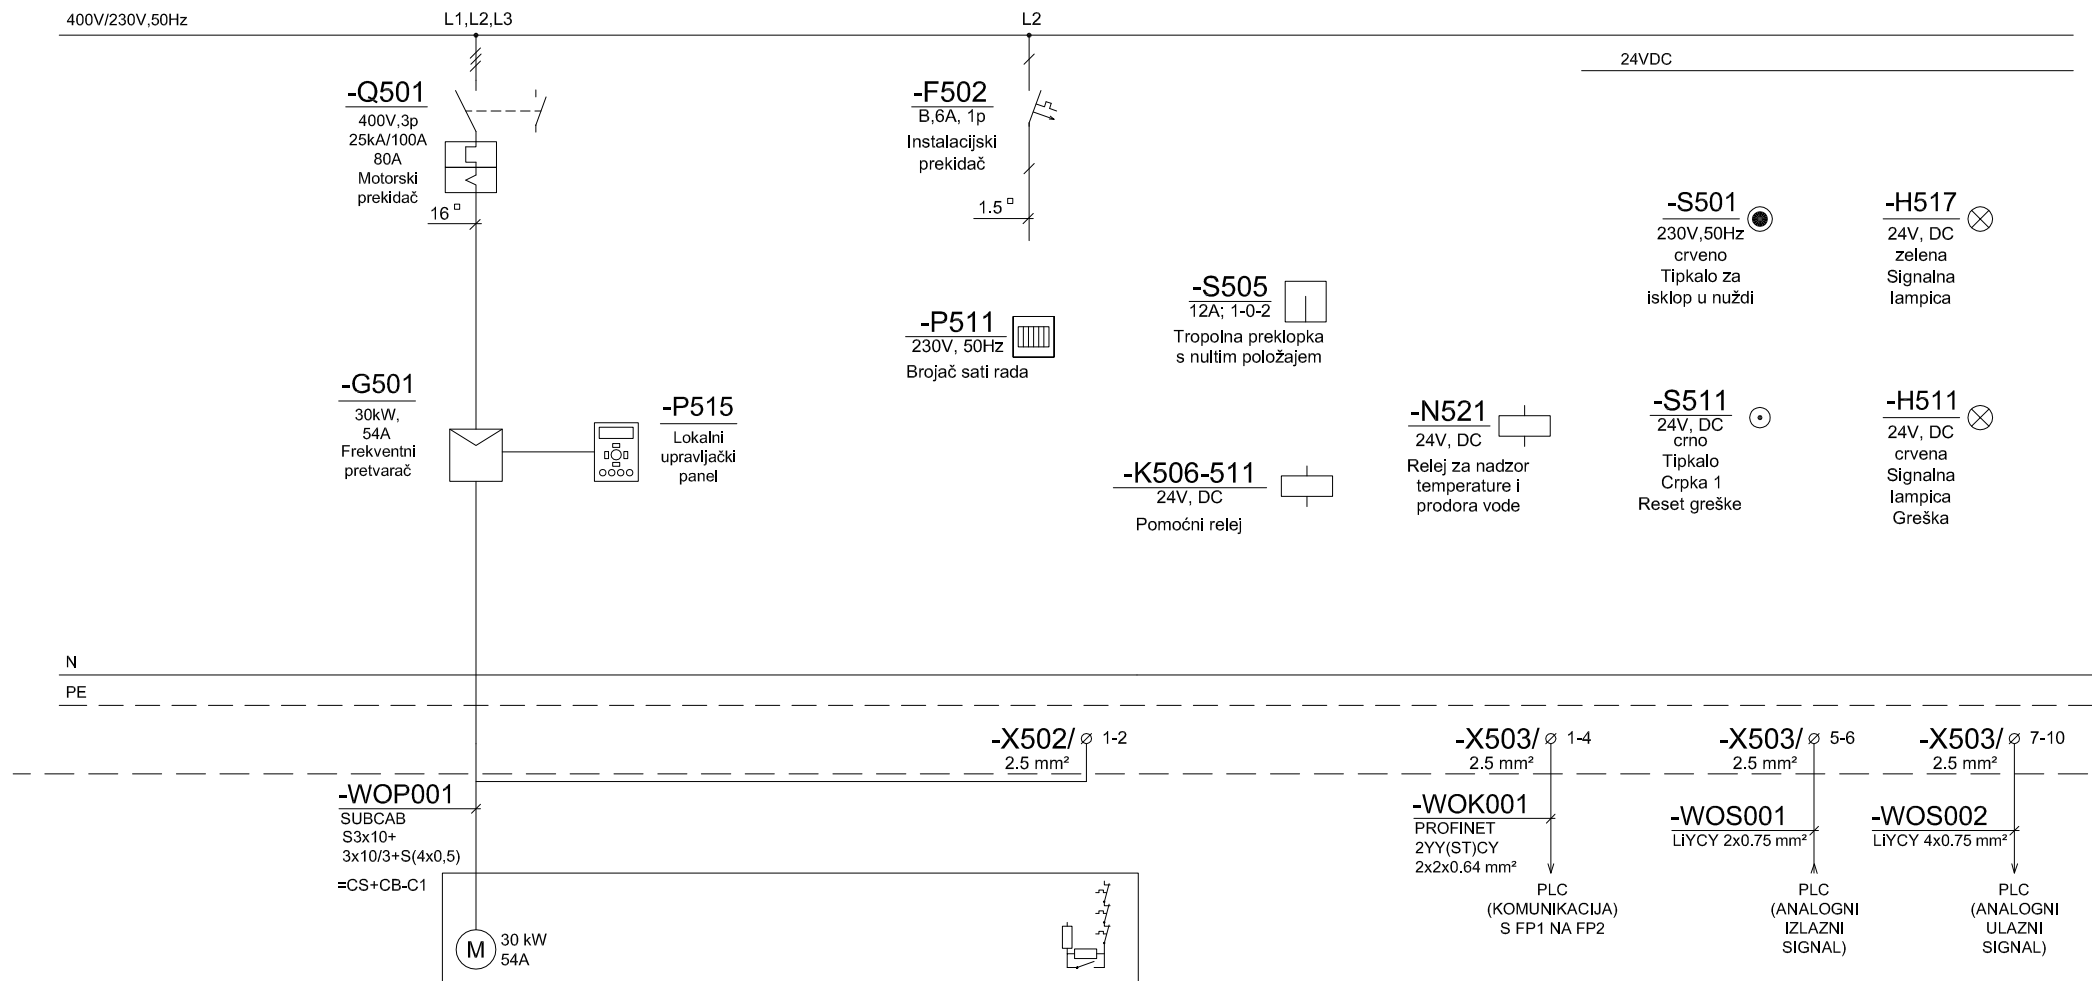 400V/230V,50Hz
L1,L2,L3
L2
24VDC
-Q501
400V,3p
25kA/100A
80A
Motorski
prekidač
16
-F502
B,6A, 1p
Instalacijski
prekidač
1.5
-S501
230V,50Hz
crveno
Tipkalo za
isklop u nuždi
-H517
24V, DC
zelena
Signalna
lampica
-S505
12A; 1-0-2
Tropolna preklopka
s nultim položajem
-P511
230V, 50Hz
Brojač sati rada
-G501
30kW,
54A
Frekventni
pretvarač
-P515
Lokalni
upravljački
panel
-N521
24V, DC
Relej za nadzor
temperature i
prodora vode
-S511
24V, DC
crno
Tipkalo
Crpka 1
Reset greške
-H511
24V, DC
crvena
Signalna
lampica
Greška
-K506-511
24V, DC
Pomoćni relej
N
PE
-X502/ 1-2
2.5 mm²
-X503/ 1-4
2.5 mm²
-X503/ 5-6
2.5 mm²
-X503/ 7-10
2.5 mm²
-WOP001
SUBCAB
S3x10+
3x10/3+S(4x0,5)
=CS+CB-C1
-WOK001
PROFINET
2YY(ST)CY
2x2x0.64 mm²
-WOS001
LiYCY 2x0.75 mm²
-WOS002
LiYCY 4x0.75 mm²
PLC
(KOMUNIKACIJA)
S FP1 NA FP2
PLC
(ANALOGNI
IZLAZNI
SIGNAL)
PLC
(ANALOGNI
ULAZNI
SIGNAL)
M
30 kW
54A